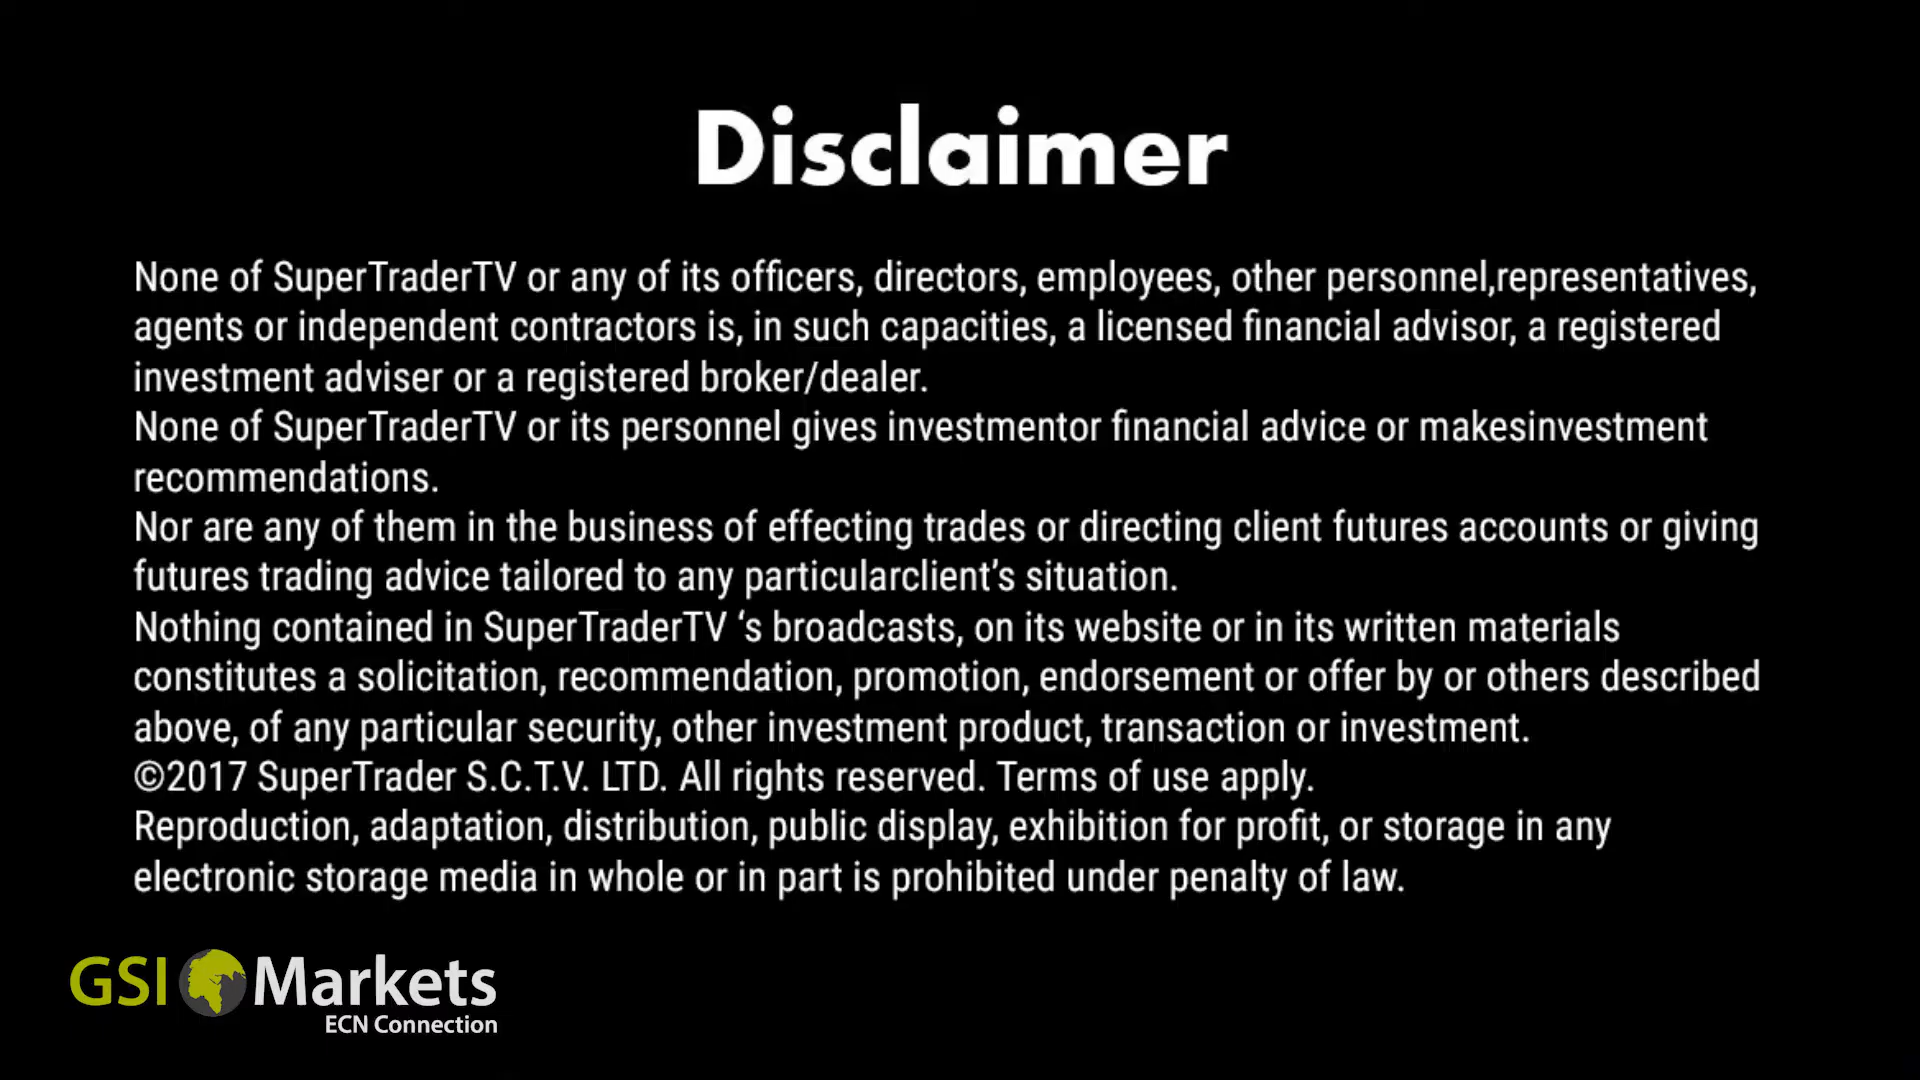 Disclaimer
None of SuperTraderTV or any of its officers, directors, employees, other personnel,representatives,
agents or independent contractors is, in such capacities, a licensed financial advisor, a registered
investment adviser or a registered broker/dealer.
None of SuperTraderTV or its personnel gives investmentor financial advice or makesinvestment
recommendations.
Nor are any of them in the business of effecting trades or directing client futures accounts or giving
futures trading advice tailored to any particularclient’s situation.
Nothing contained in SuperTraderTV ‘s broadcasts, on its website or in its written materials
constitutes a solicitation, recommendation, promotion, endorsement or offer by or others described
above, of any particular security, other investment product, transaction or investment.
©2017 SuperTrader S.C.T.V. LTD. All rights reserved. Terms of use apply.
Reproduction, adaptation, distribution, public display, exhibition for profit, or storage in any
electronic storage media in whole or in part is prohibited under penalty of law.
GSI Markets
ECN Connection